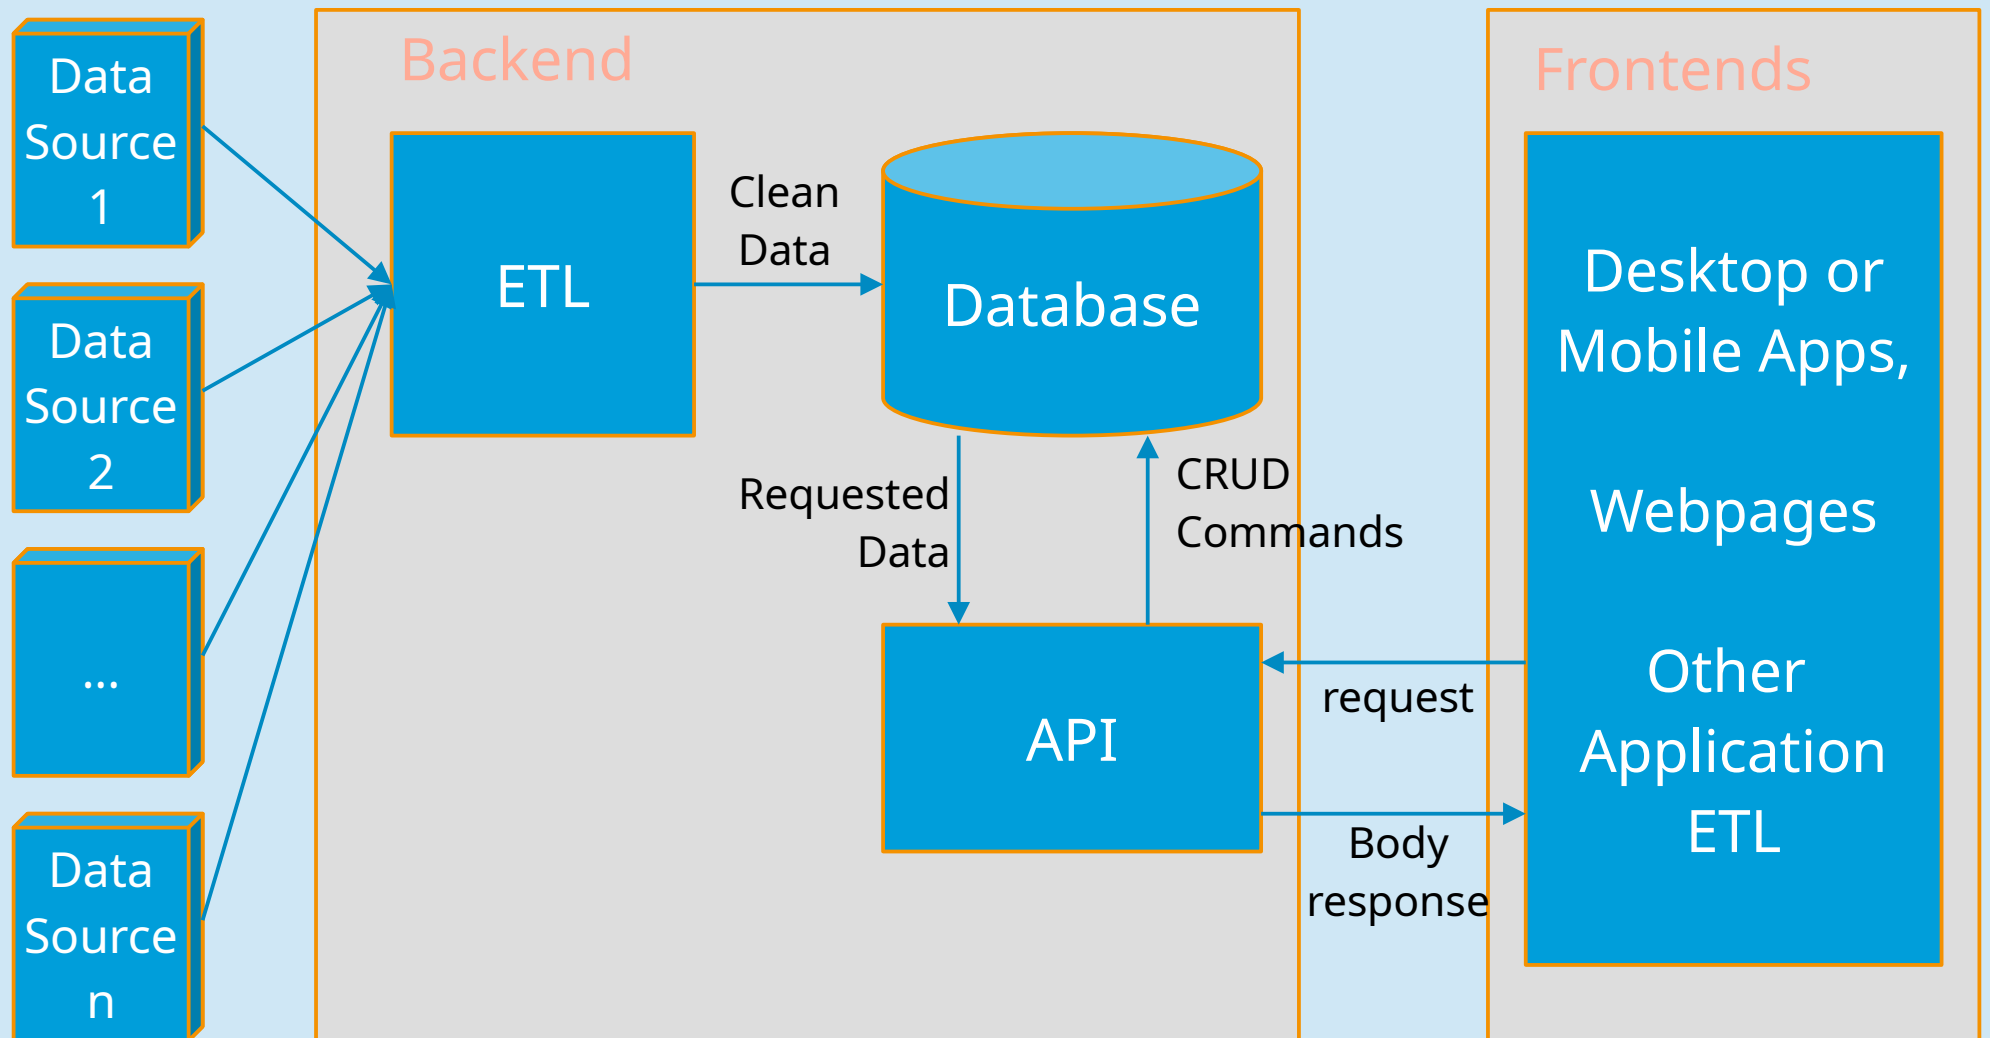 Data
Source
1
Data
Source
2
...
Data
Source
n
Backend
ETL
Clean
Data
Database
Requested
Data
CRUD
Commands
API
request
Body
response
Frontends
Desktop or
Mobile Apps,
Webpages
Other
Application
ETL